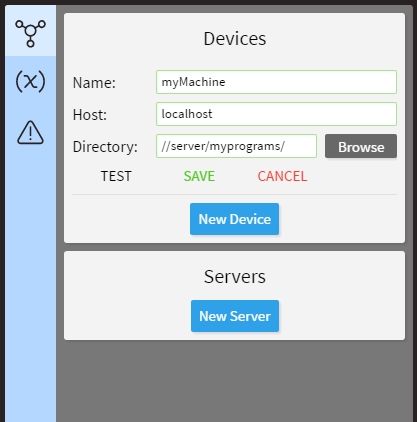 (x)
Devices
Name: myMachine
Host: localhost
Directory: //server/myprograms/ Browse
TEST SAVE CANCEL
New Device
Servers
New Server